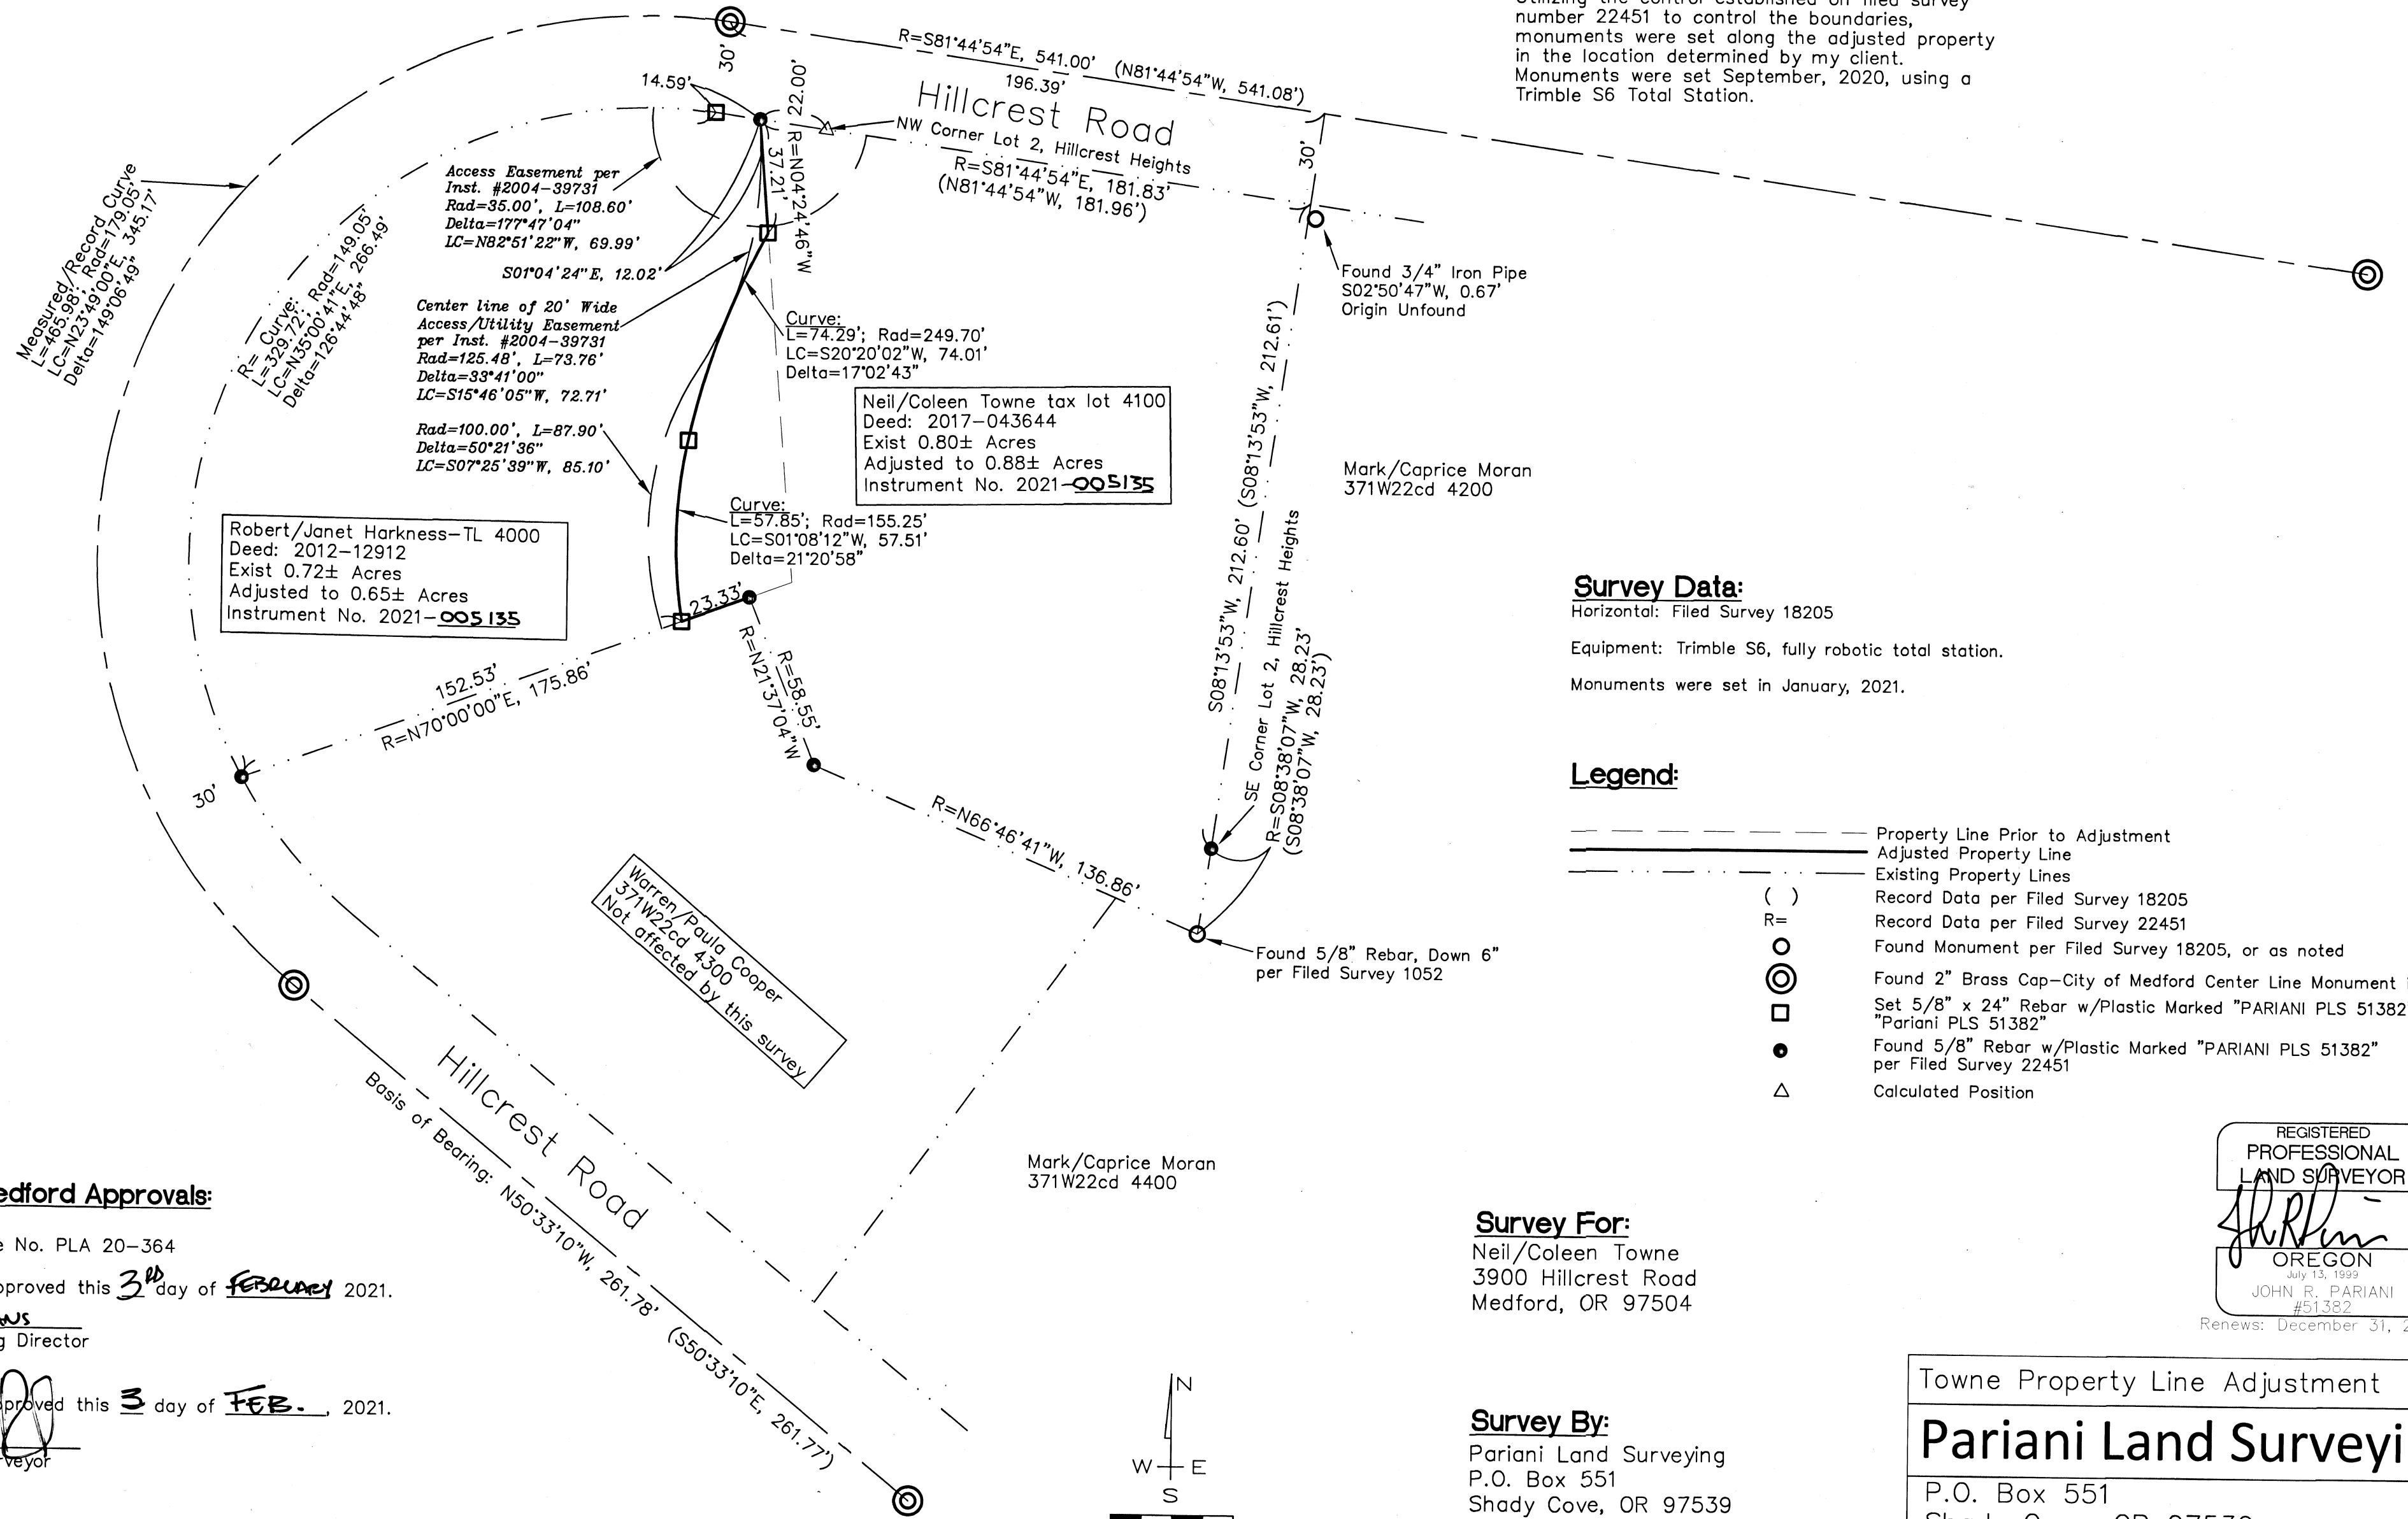 Utilizing the control established on filed survey
number 22451 to control the boundaries,
monuments were set along the adjusted property
in the location determined by my client.
Monuments were set September, 2020, using a
Trimble S6 Total Station.
R=S81°44'54"E, 541.00' (N81°44'54"W, 541.08')
196.39'
Hillcrest Road
NW Corner Lot 2, Hillcrest Heights
R=S81°44'54"E, 181.83'
(N81°44'54"W, 181.96')
30'
14.59'
22.00'
R=N04°24'46"W
37.21'
30'
Measured/Record Curve
L=465.98', Rad=179.05'
LC=N23°49'00"E, 345.17'
Delta=149°06'49"
R= Curve:
L=329.72'; Rad=149.05'
LC=N35°00'41"E, 266.49'
Delta=126°44'48"
Access Easement per
Inst. #2004-39731
Rad=35.00', L=108.60'
Delta=177°47'04"
LC=N82°51'22"W, 69.99'
S01°04'24"E, 12.02'
Center line of 20' Wide
Access/Utility Easement
per Inst. #2004-39731
Rad=125.48', L=73.76'
Delta=33°41'00"
LC=S15°46'05"W, 72.71'
Rad=100.00', L=87.90'
Delta=50°21'36"
LC=S07°25'39"W, 85.10'
Curve:
L=74.29'; Rad=249.70'
LC=S20°20'02"W, 74.01'
Delta=17°02'43"
Neil/Coleen Towne tax lot 4100
Deed: 2017-043644
Exist 0.80± Acres
Adjusted to 0.88± Acres
Instrument No. 2021-005135
Curve:
L=57.85'; Rad=155.25'
LC=S01°08'12"W, 57.51'
Delta=21°20'58"
Robert/Janet Harkness-TL 4000
Deed: 2012-12912
Exist 0.72± Acres
Adjusted to 0.65± Acres
Instrument No. 2021-005135
23.33'
152.53'
R=N70°00'00"E, 175.86'
R=58.55'
R=N21°37'04"W
30'
R=N66°46'41"W, 136.86'
Found 3/4" Iron Pipe
S02°50'47"W, 0.67'
Origin Unfound
S08°13'53"W, 212.60' (S08°13'53"W, 212.61')
SE Corner Lot 2, Hillcrest Heights
R=S08°38'07"W, 28.23'
(S08°38'07"W, 28.23')
Mark/Caprice Moran
371W22cd 4200
Found 5/8" Rebar, Down 6"
per Filed Survey 1052
Warren/Paula Cooper
371W22cd 4300
Not affected by this survey
Hillcrest Road
Basis of Bearing: N50°33'10"W, 261.78' (S50°33'10"E, 261.77')
Mark/Caprice Moran
371W22cd 4400
Survey Data:
Horizontal: Filed Survey 18205
Equipment: Trimble S6, fully robotic total station.
Monuments were set in January, 2021.
Legend:
Property Line Prior to Adjustment
Adjusted Property Line
Existing Property Lines
( ) Record Data per Filed Survey 18205
R= Record Data per Filed Survey 22451
Found Monument per Filed Survey 18205, or as noted
Found 2" Brass Cap-City of Medford Center Line Monument
Set 5/8" x 24" Rebar w/Plastic Marked "PARIANI PLS 51382
"Pariani PLS 51382"
Found 5/8" Rebar w/Plastic Marked "PARIANI PLS 51382"
per Filed Survey 22451
Calculated Position
REGISTERED
PROFESSIONAL
LAND SURVEYOR
OREGON
July 13, 1999
JOHN R. PARIANI
#51382
Renews: December 31, 2
edford Approvals:
No. PLA 20-364
proved this 3RD day of FEBRUARY 2021.
g Director
proved this 3 day of FEB. , 2021.
veyor
N
W E
S
Survey For:
Neil/Coleen Towne
3900 Hillcrest Road
Medford, OR 97504
Survey By:
Pariani Land Surveying
P.O. Box 551
Shady Cove, OR 97539
Towne Property Line Adjustment
Pariani Land Surveyi
P.O. Box 551